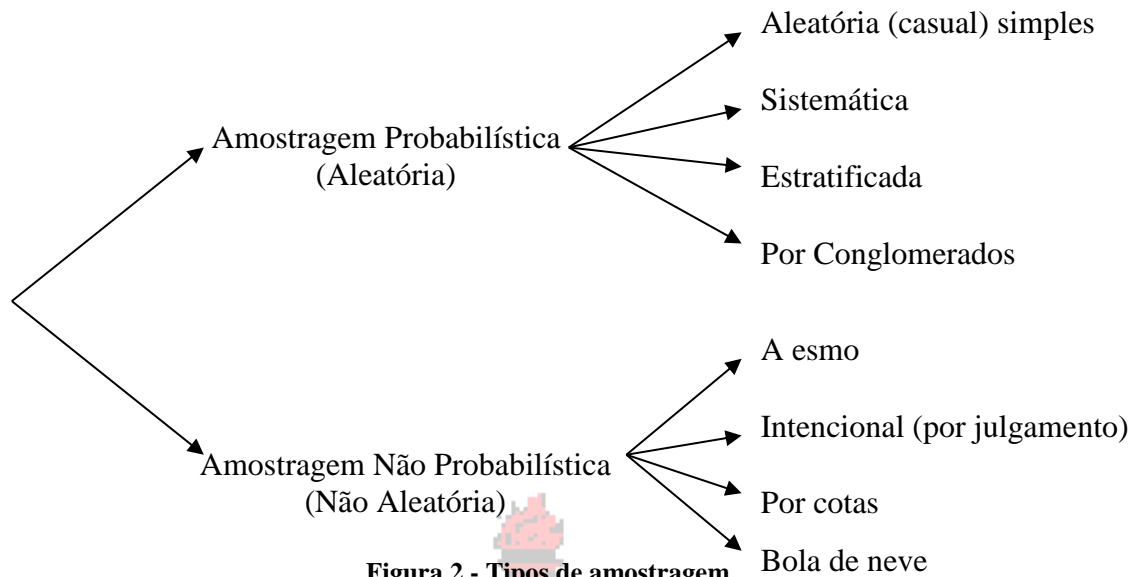 Aleatória (casual) simples
Sistemática
Amostragem Probabilística
(Aleatória)
Estratificada
Por Conglomerados
A esmo
Intencional (por julgamento)
Amostragem Não Probabilística
(Não Aleatória)
Por cotas
Bola de neve
Figura 2 - Tipos de amostragem